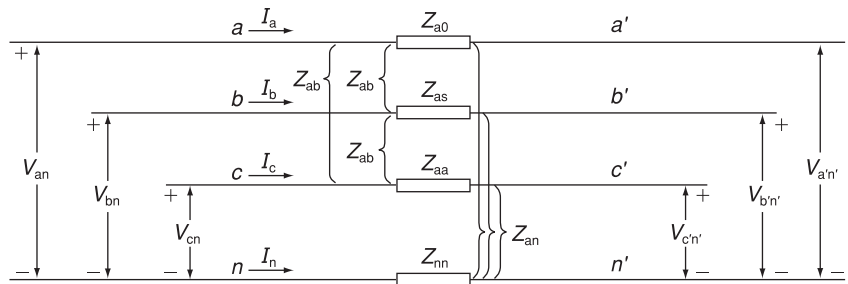 a I_a Z_a0 a′
+ Z_ab Z_ab +
b I_b Z_as b′
+ +
V_an V_bn Z_ab V_b′n′ V_a′n′
c I_c Z_aa c′
+ +
V_cn Z_an V_c′n′
− − − n I_n Z_nn n′ − − −